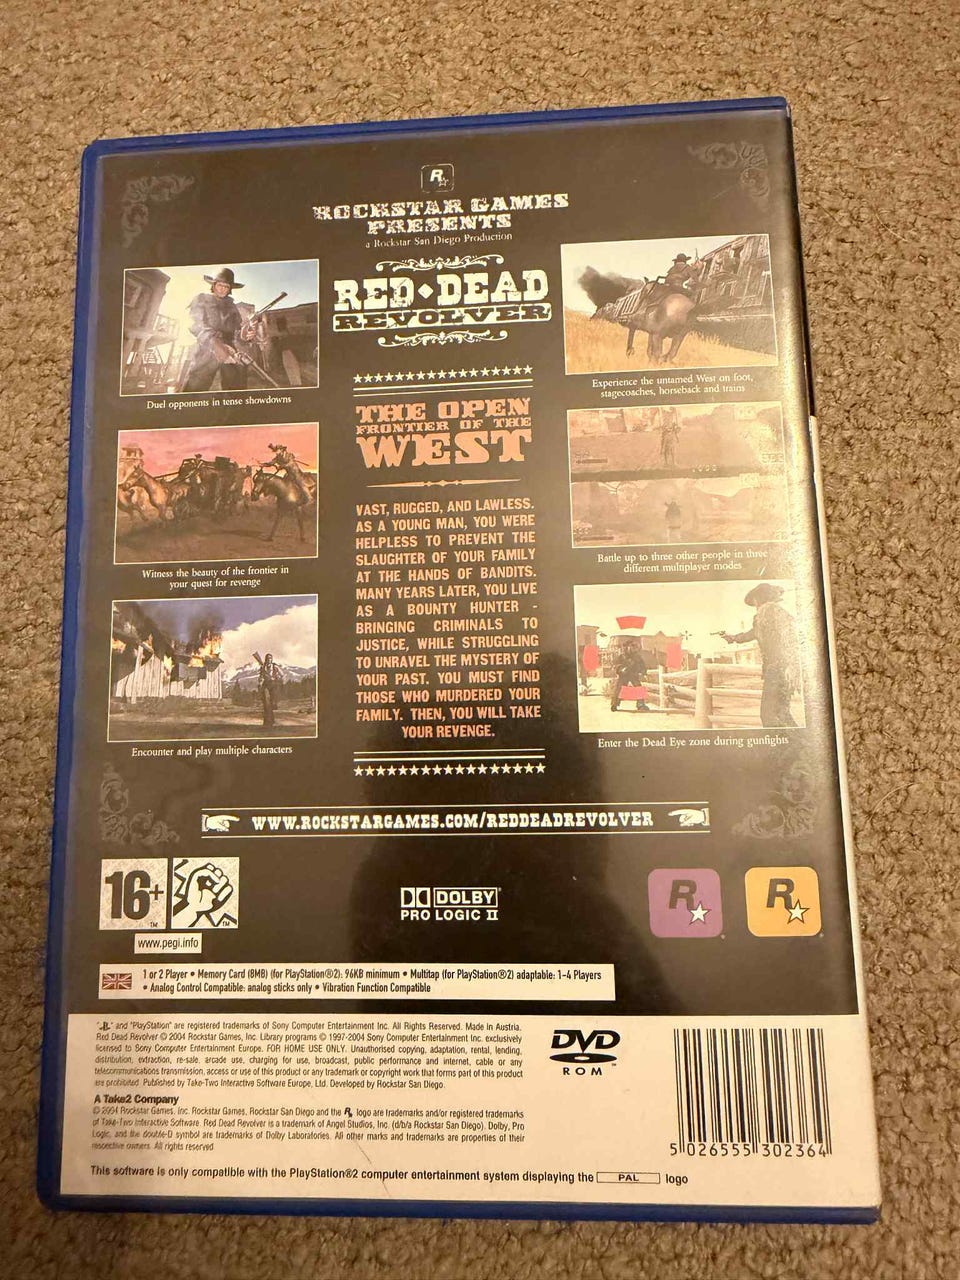 R
ROCKSTAR GAMES
PRESENTS
a Rockstar San Diego Production
RED DEAD
REVOLVER
Duel opponents in tense showdowns
Witness the beauty of the frontier in
your quest for revenge
Encounter and play multiple characters
THE OPEN
FRONTIER OF THE
WEST
VAST, RUGGED, AND LAWLESS.
AS A YOUNG MAN, YOU WERE
HELPLESS TO PREVENT THE
SLAUGHTER OF YOUR FAMILY
AT THE HANDS OF BANDITS.
MANY YEARS LATER, YOU LIVE
AS A BOUNTY HUNTER -
BRINGING CRIMINALS TO
JUSTICE, WHILE STRUGGLING
TO UNRAVEL THE MYSTERY OF
YOUR PAST. YOU MUST FIND
THOSE WHO MURDERED YOUR
FAMILY. THEN, YOU WILL TAKE
YOUR REVENGE.
Experience the untamed West on foot,
stagecoaches, horseback and trains
Battle up to three other people in three
different multiplayer modes
Enter the Dead Eye zone during gunfights
WWW.ROCKSTARGAMES.COM/REDDEADREVOLVER
16+ ™
™
www.pegi.info
DOLBY®
PRO LOGIC II
R
R
1 or 2 Player • Memory Card (8MB) (for PlayStation®2): 96KB minimum • Multitap (for PlayStation®2) adaptable: 1-4 Players
• Analog Control Compatible: analog sticks only • Vibration Function Compatible
" " and "PlayStation" are registered trademarks of Sony Computer Entertainment Inc. All Rights Reserved. Made in Austria.
Red Dead Revolver © 2004 Rockstar Games, Inc. Library programs © 1997-2004 Sony Computer Entertainment Inc. exclusively
licensed to Sony Computer Entertainment Europe. FOR HOME USE ONLY. Unauthorised copying, adaptation, rental, lending,
distribution, extraction, re-sale, arcade use, charging for use, broadcast, public performance and internet, cable or any
telecommunications transmission, access or use of this product or any trademark or copyright work that forms part of this product
are prohibited. Published by Take-Two Interactive Software Europe, Ltd. Developed by Rockstar San Diego.
A Take2 Company
© 2004 Rockstar Games, Inc. Rockstar Games, Rockstar San Diego and the R logo are trademarks and/or registered trademarks
of Take-Two Interactive Software. Red Dead Revolver is a trademark of Angel Studios, Inc. (d/b/a Rockstar San Diego). Dolby, Pro
Logic, and the double-D symbol are trademarks of Dolby Laboratories. All other marks and trademarks are properties of their
respective owners. All rights reserved
DVD™
ROM
5 026555 302364
This software is only compatible with the PlayStation®2 computer entertainment system displaying the PAL logo